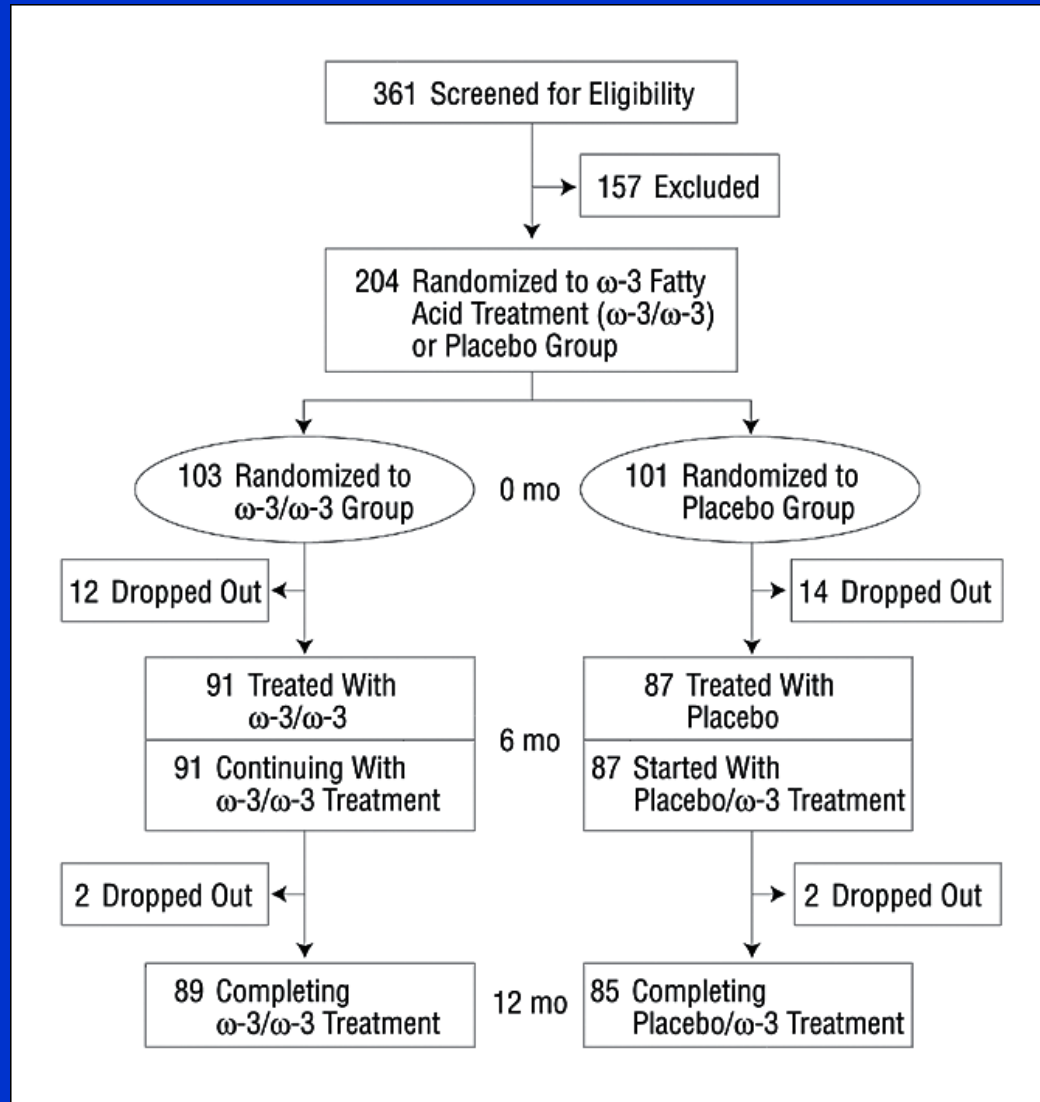 361 Screened for Eligibility
157 Excluded
204 Randomized to ω-3 Fatty
Acid Treatment (ω-3/ω-3)
or Placebo Group
103 Randomized to
ω-3/ω-3 Group
0 mo
101 Randomized to
Placebo Group
12 Dropped Out
14 Dropped Out
91 Treated With
ω-3/ω-3
87 Treated With
Placebo
6 mo
91 Continuing With
ω-3/ω-3 Treatment
87 Started With
Placebo/ω-3 Treatment
2 Dropped Out
2 Dropped Out
89 Completing
ω-3/ω-3 Treatment
12 mo
85 Completing
Placebo/ω-3 Treatment